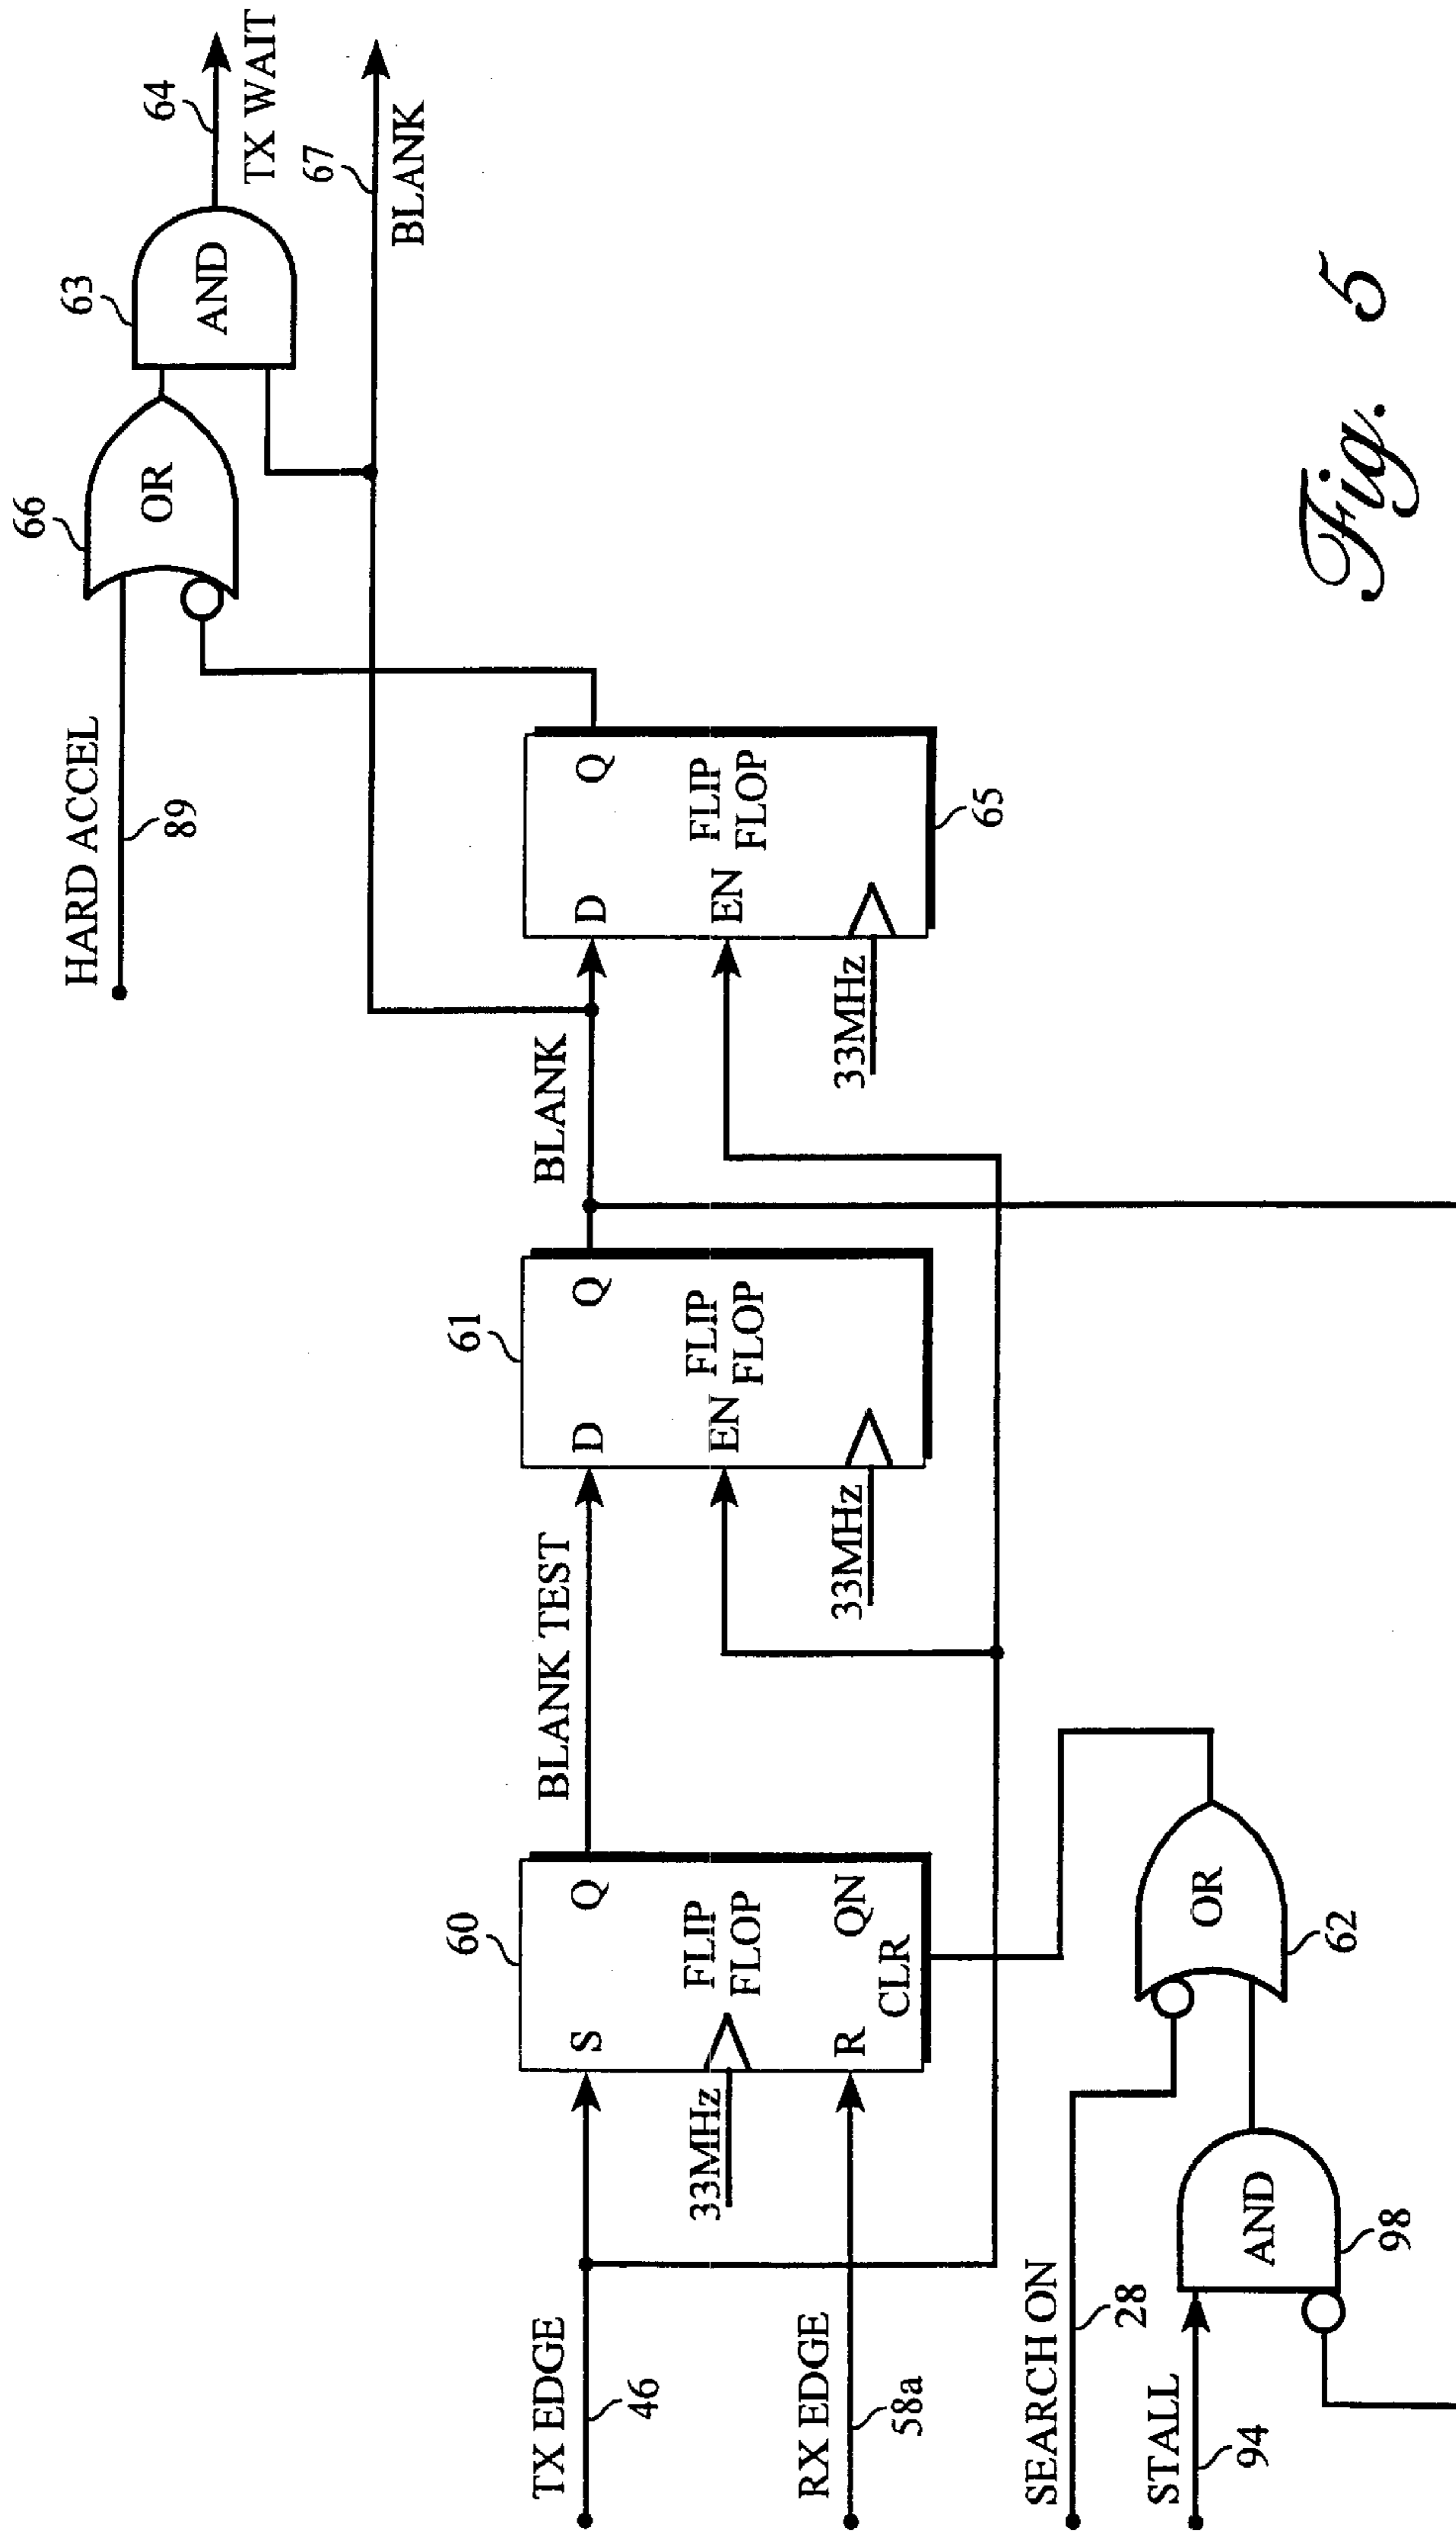 HARD ACCEL
89
66
OR
63
AND
64
TX WAIT
67
BLANK
TX EDGE
46
RX EDGE
58a
60
S
Q
FLIP
FLOP
33MHz
R
QN
CLR
BLANK TEST
61
D
Q
EN
FLIP
FLOP
33MHz
BLANK
D
Q
EN
FLIP
FLOP
33MHz
65
SEARCH ON
28
STALL
94
AND
98
OR
62
Fig. 5